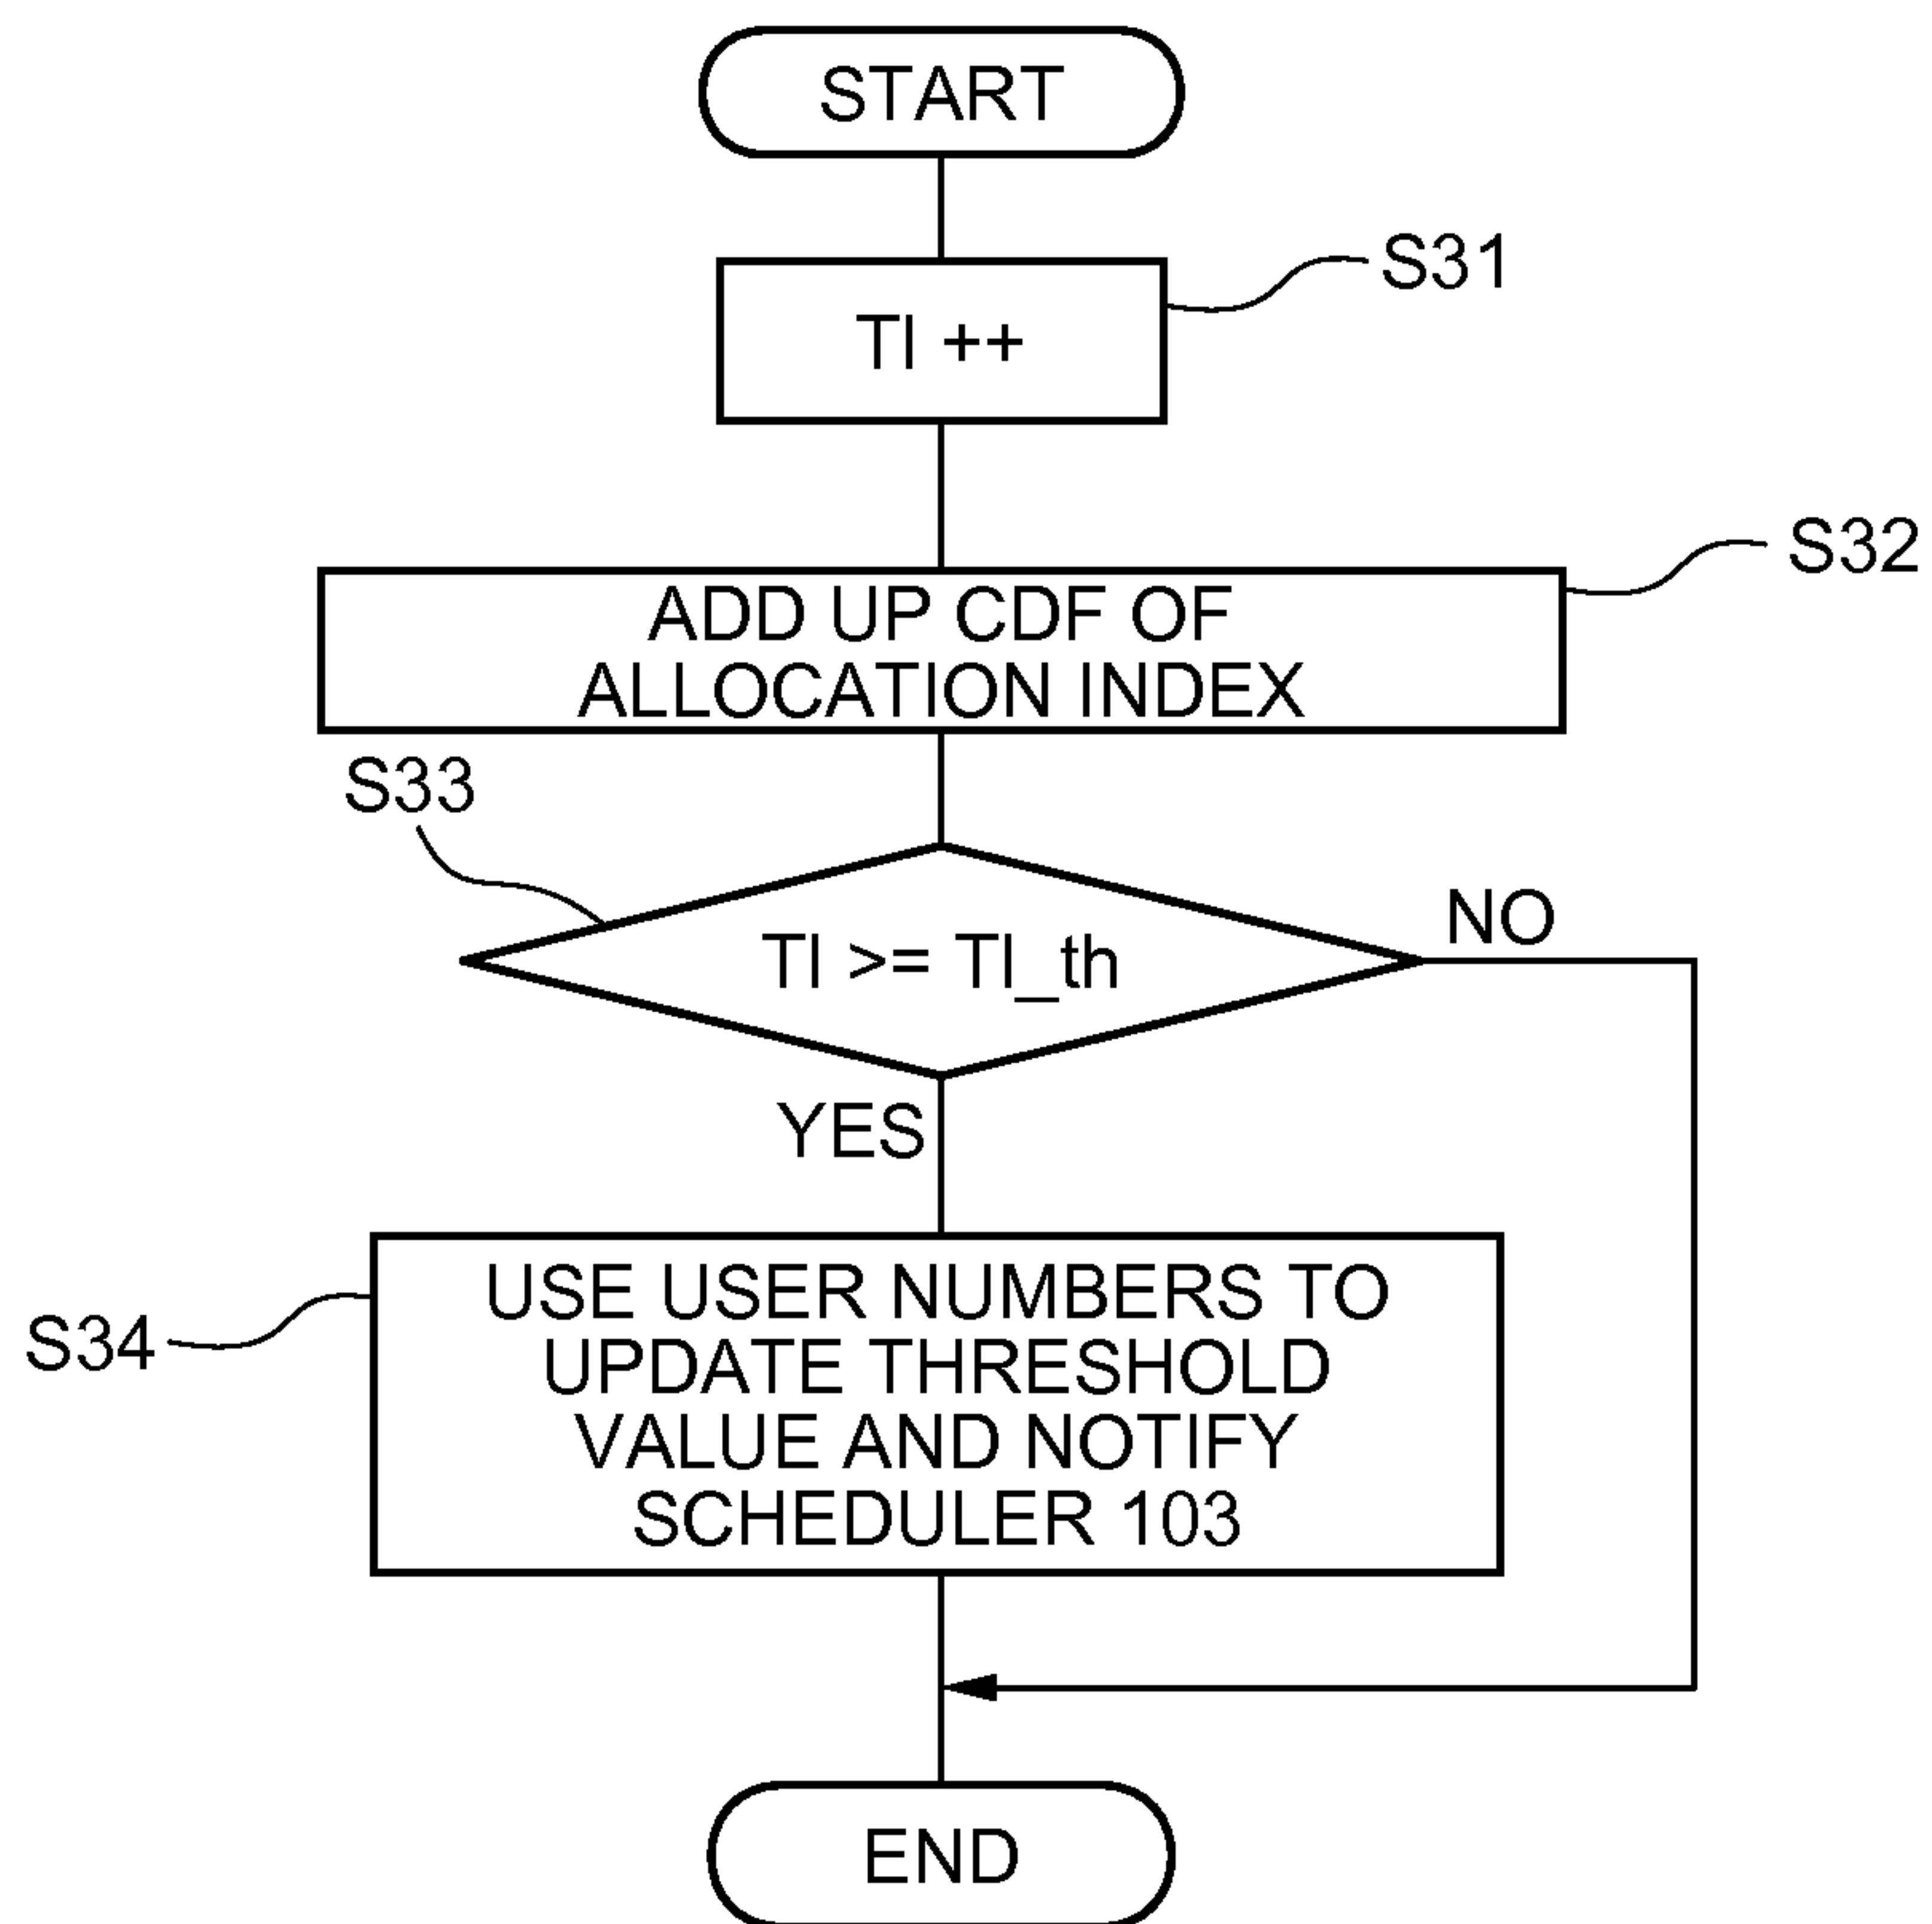 START
S31
TI ++
S32
ADD UP CDF OF
ALLOCATION INDEX
S33
NO
TI >= TI_th
YES
USE USER NUMBERS TO
UPDATE THRESHOLD
VALUE AND NOTIFY
SCHEDULER 103
S34
END